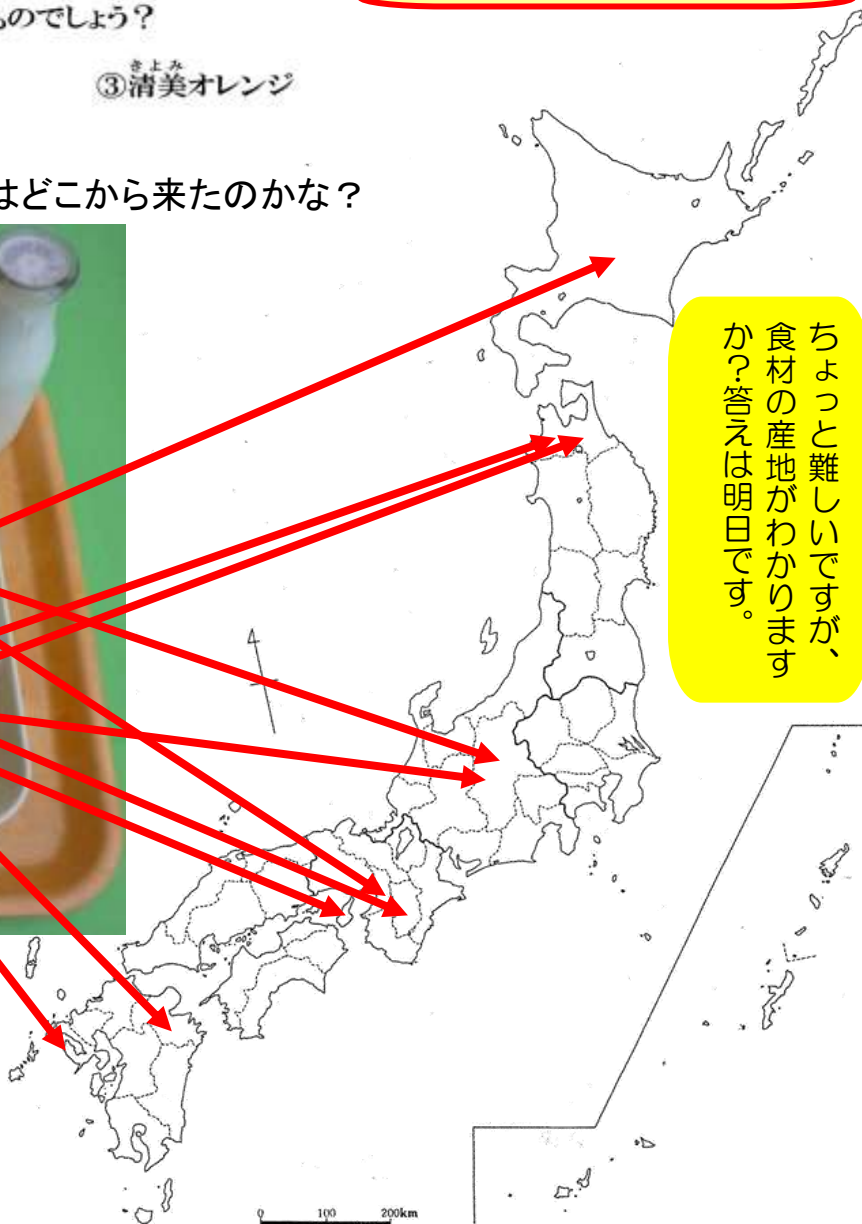 ものでしょう？
きよみ
③清美オレンジ
はどこから来たのかな？
ちょっと難しいですが、
食材の産地がわかります
か？答えは明日です。
0 100 200km